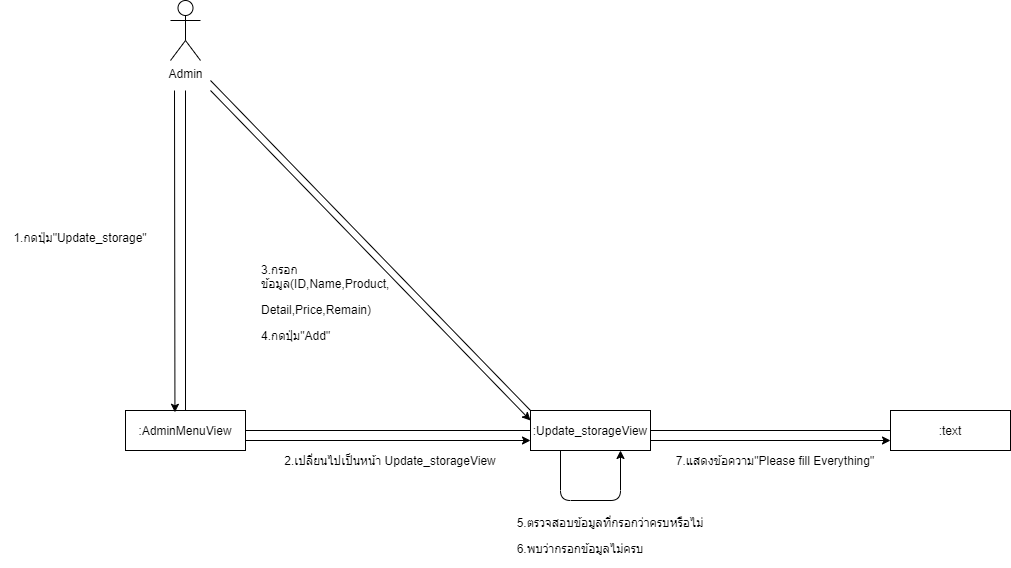 Admin
1.กดปุ่ม"Update_storage"
3.กรอก
ข้อมูล(ID,Name,Product,
Detail,Price,Remain)
4.กดปุ่ม"Add"
:AdminMenuView
:Update_storageView
:text
2.เปลี่ยนไปเป็นหน้า Update_storageView
7.แสดงข้อความ"Please fill Everything"
5.ตรวจสอบข้อมูลที่กรอกว่าครบหรือไม่
6.พบว่ากรอกข้อมูลไม่ครบ